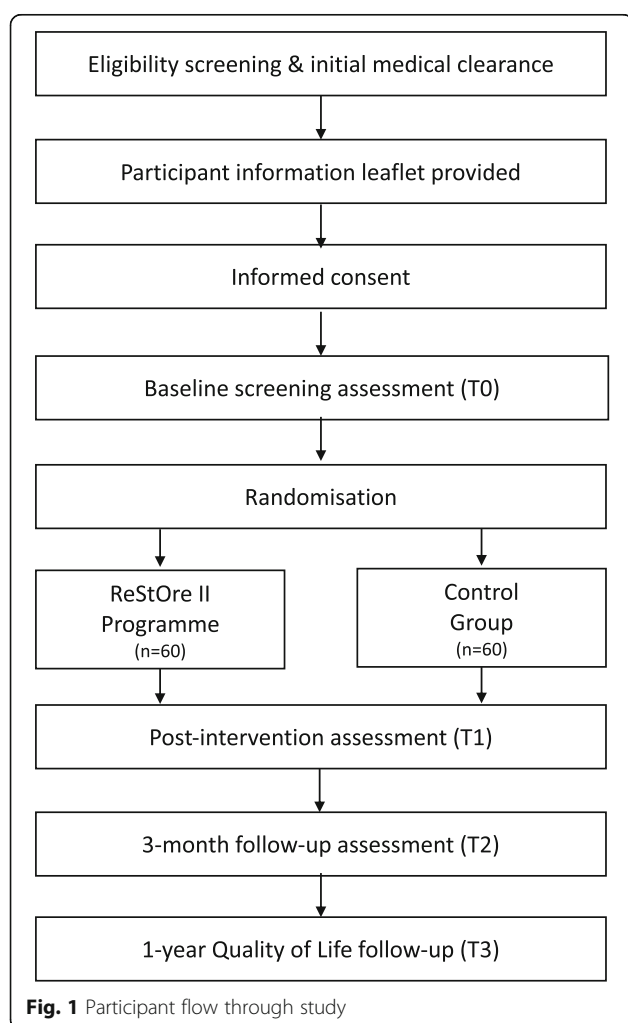 Eligibility screening & initial medical clearance
Participant information leaflet provided
Informed consent
Baseline screening assessment (T0)
Randomisation
ReStOre II
Programme
(n=60)
Control
Group
(n=60)
Post-intervention assessment (T1)
3-month follow-up assessment (T2)
1-year Quality of Life follow-up (T3)
Fig. 1 Participant flow through study